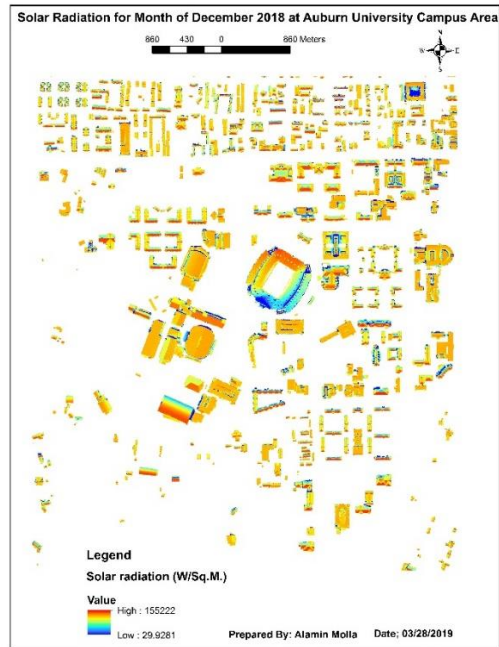 Solar Radiation for Month of December 2018 at Auburn University Campus Area
860 430 0 860 Meters
N
W E
S
Legend
Solar radiation (W/Sq.M.)
Value
High : 155222
Low : 29.9281
Prepared By: Alamin Molla Date; 03/28/2019